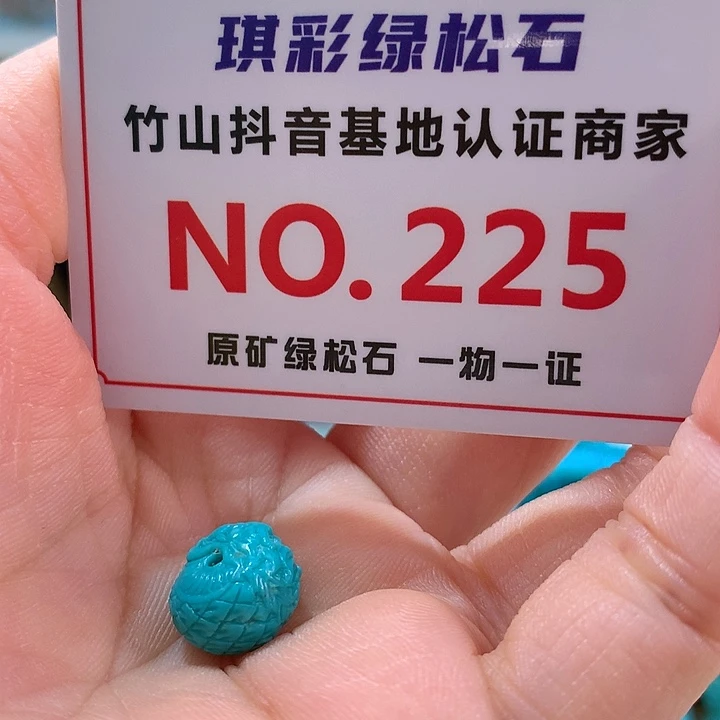 琪彩绿松石
竹山抖音基地认证商家
NO.225
原矿绿松石 一物一证